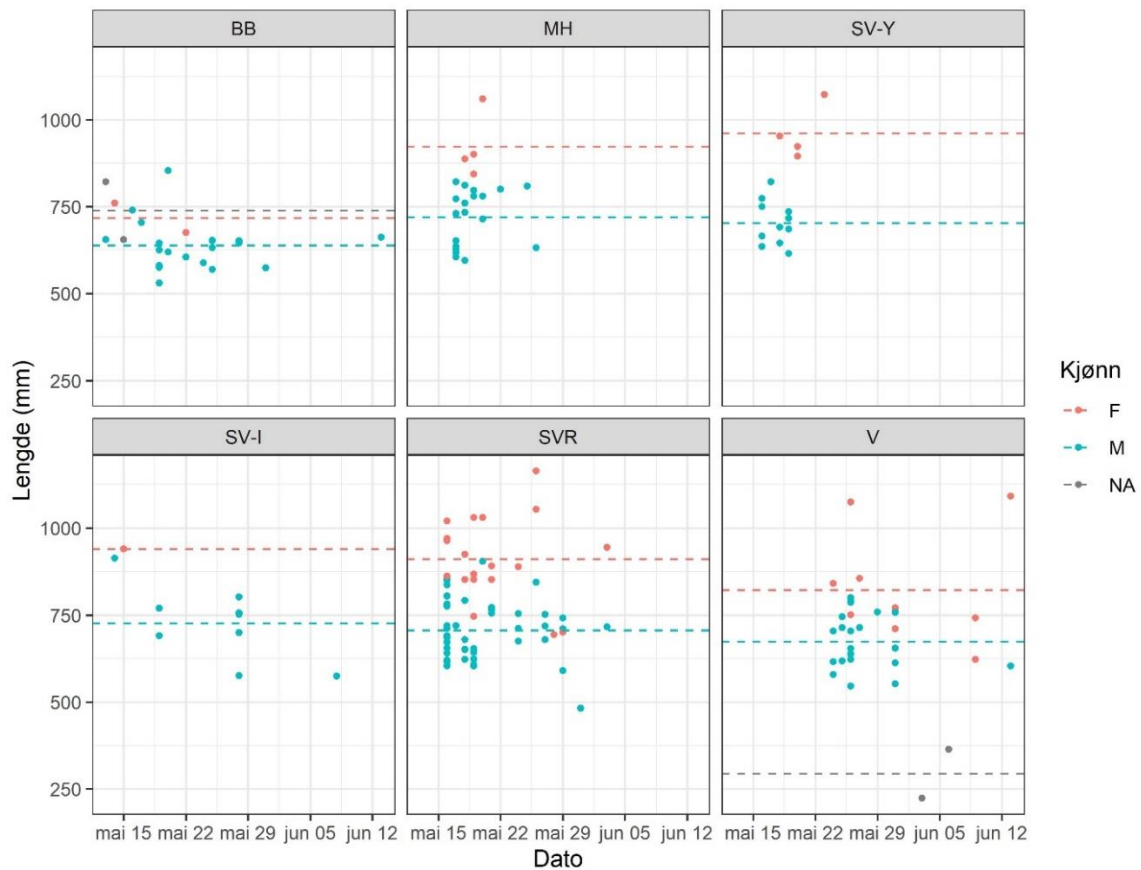 BB MH SV-Y
1000
750
500
250
SV-I SVR V
1000
750
500
250
Lengde (mm)
mai 15 mai 22 mai 29 jun 05 jun 12 mai 15 mai 22 mai 29 jun 05 jun 12 mai 15 mai 22 mai 29 jun 05 jun 12
Dato
Kjønn
F
M
NA